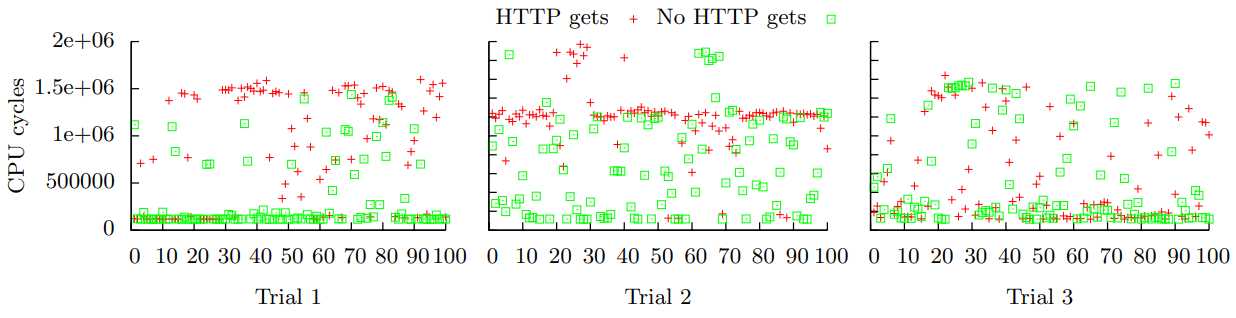 HTTP gets + No HTTP gets
2e+06
1.5e+06
1e+06
500000
0
CPU cycles
0 10 20 30 40 50 60 70 80 90 100
0 10 20 30 40 50 60 70 80 90 100
0 10 20 30 40 50 60 70 80 90 100
Trial 1
Trial 2
Trial 3